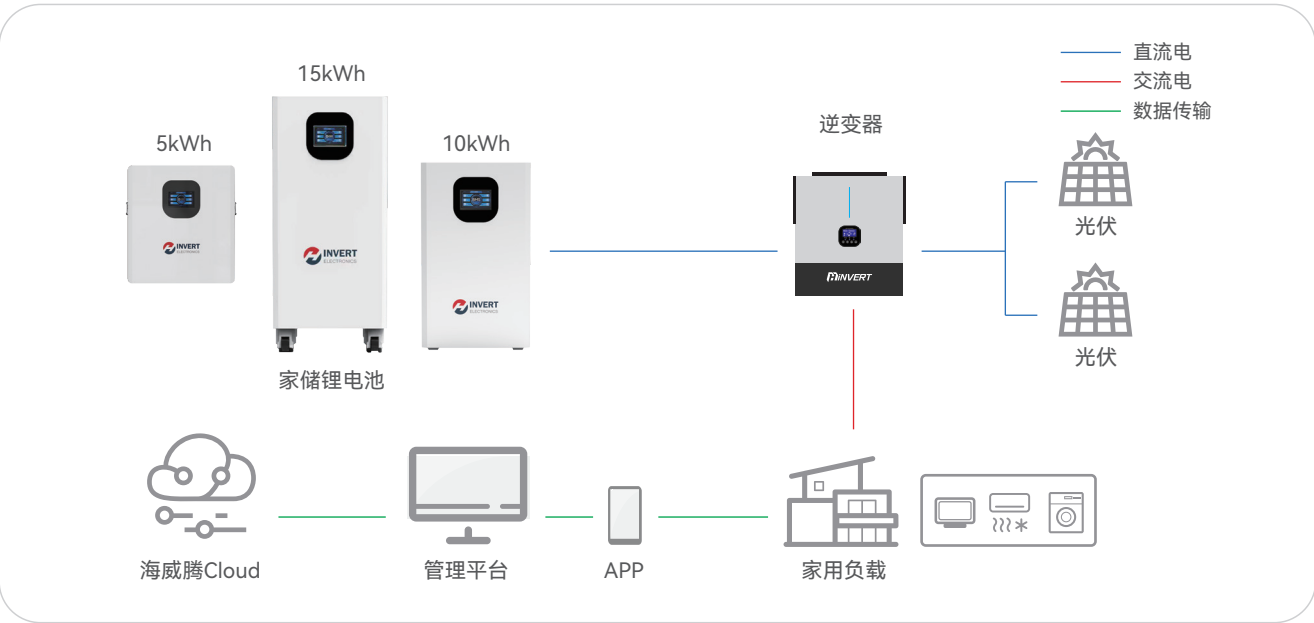 15kWh
5kWh
10kWh
逆变器
直流电
交流电
数据传输
INVERT
INVERT
ELECTRONICS
INVERT
ELECTRONICS
INVERT
光伏
光伏
家储锂电池
海威腾Cloud
管理平台
APP
家用负载